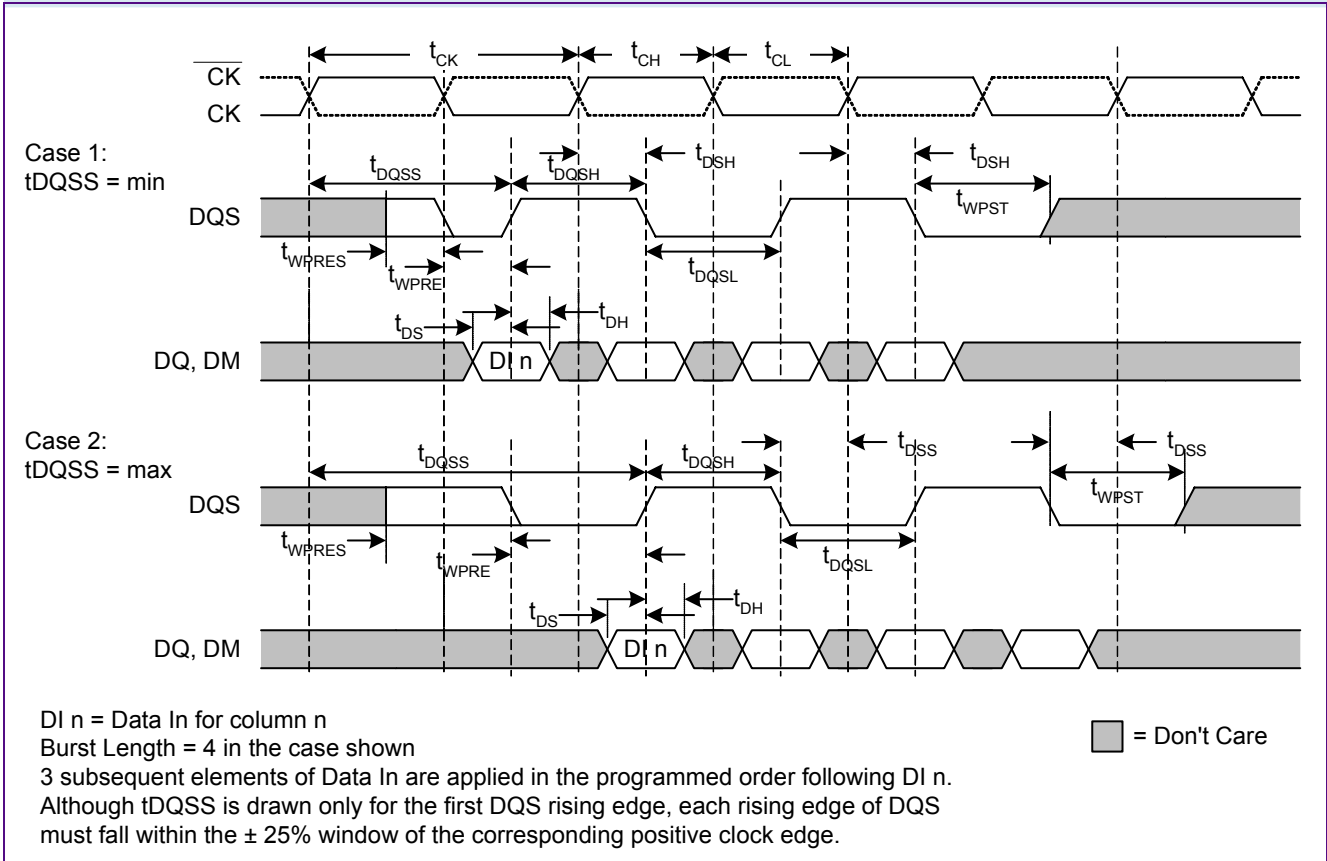 tCK tCH tCL
CK
CK
Case 1:
tDQSS = min
tDQSS tDQSH tDSH tDSH
DQS
tWPST
tWPRES
tWPRE
tDQSL
tDS tDH
DQ, DM
DI n
Case 2:
tDQSS = max
tDQSS tDQSH tDSS tDSS
DQS
tWPST
tWPRES
tWPRE
tDQSL
tDS tDH
DQ, DM
DI n
DI n = Data In for column n
Burst Length = 4 in the case shown
= Don't Care
3 subsequent elements of Data In are applied in the programmed order following DI n.
Although tDQSS is drawn only for the first DQS rising edge, each rising edge of DQS
must fall within the ± 25% window of the corresponding positive clock edge.